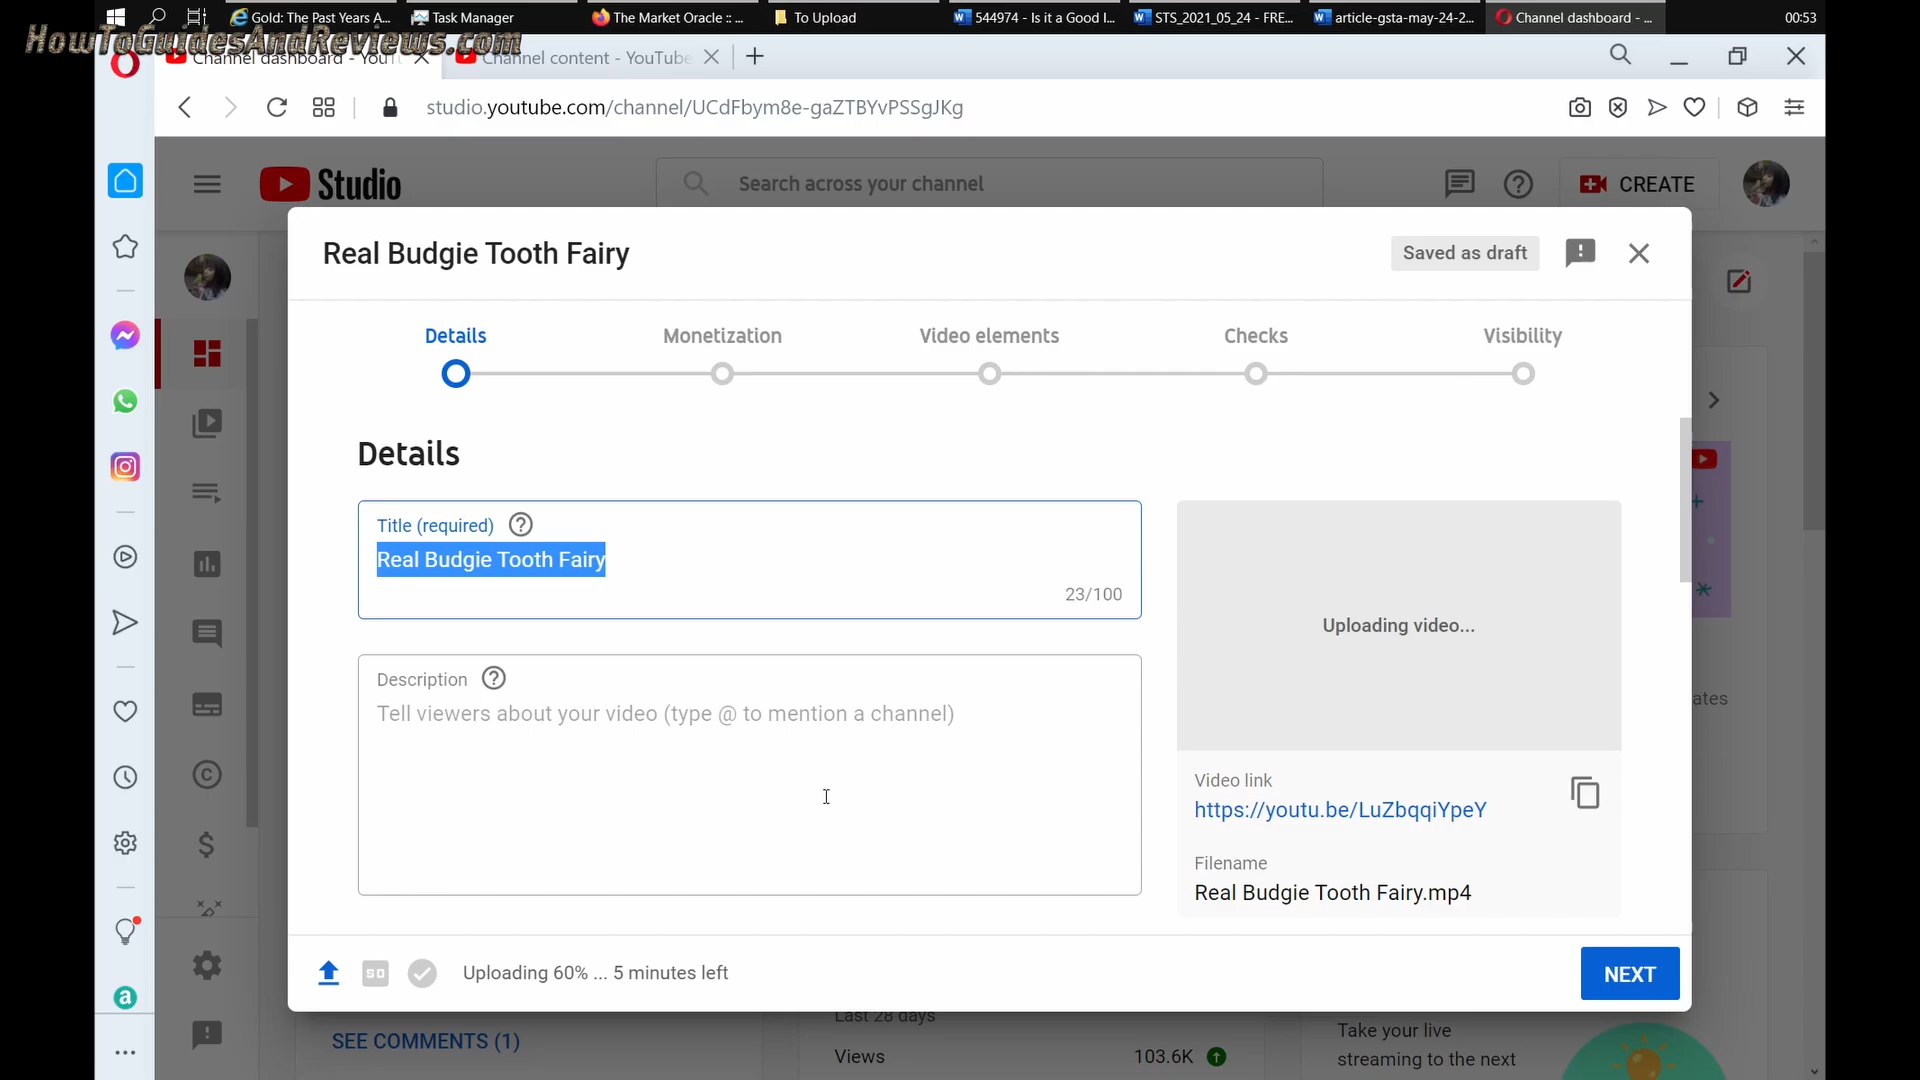 Gold: The Past Years A...
Task Manager
The Market Oracle :: ...
To Upload
544974 - Is it a Good I...
STS_2021_05_24 - FRE...
article-gsta-may-24-2...
Channel dashboard - ...
00:53
HowToGuidesAndReviews.com
Channel dashboard - YouT
Channel content - YouTube
studio.youtube.com/channel/UCdFbym8e-gaZTBYvPSSgJKg
Studio
Search across your channel
CREATE
Real Budgie Tooth Fairy
Saved as draft
Details
Monetization
Video elements
Checks
Visibility
Details
Title (required)
Real Budgie Tooth Fairy
23/100
Uploading video...
Description
Tell viewers about your video (type @ to mention a channel)
ates
Video link
https://youtu.be/LuZbqqiYpeY
Filename
Real Budgie Tooth Fairy.mp4
SD
Uploading 60% ... 5 minutes left
NEXT
a
SEE COMMENTS (1)
Last 28 days
Views
103.6K
Take your live
streaming to the next